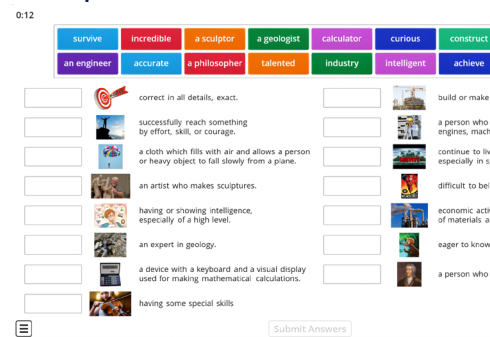 0:12
survive incredible a sculptor a geologist calculator curious construct
an engineer accurate a philosopher talented industry intelligent achieve
correct in all details, exact.
successfully reach something
by effort, skill, or courage.
a cloth which fills with air and allows a person
or heavy object to fall slowly from a plane.
an artist who makes sculptures.
having or showing intelligence,
especially of a high level.
an expert in geology.
a device with a keyboard and a visual display
used for making mathematical calculations.
having some special skills
build or make
a person who
engines, mach
continue to liv
especially in s
difficult to bel
economic activ
of materials a
eager to know
a person who
Submit Answers